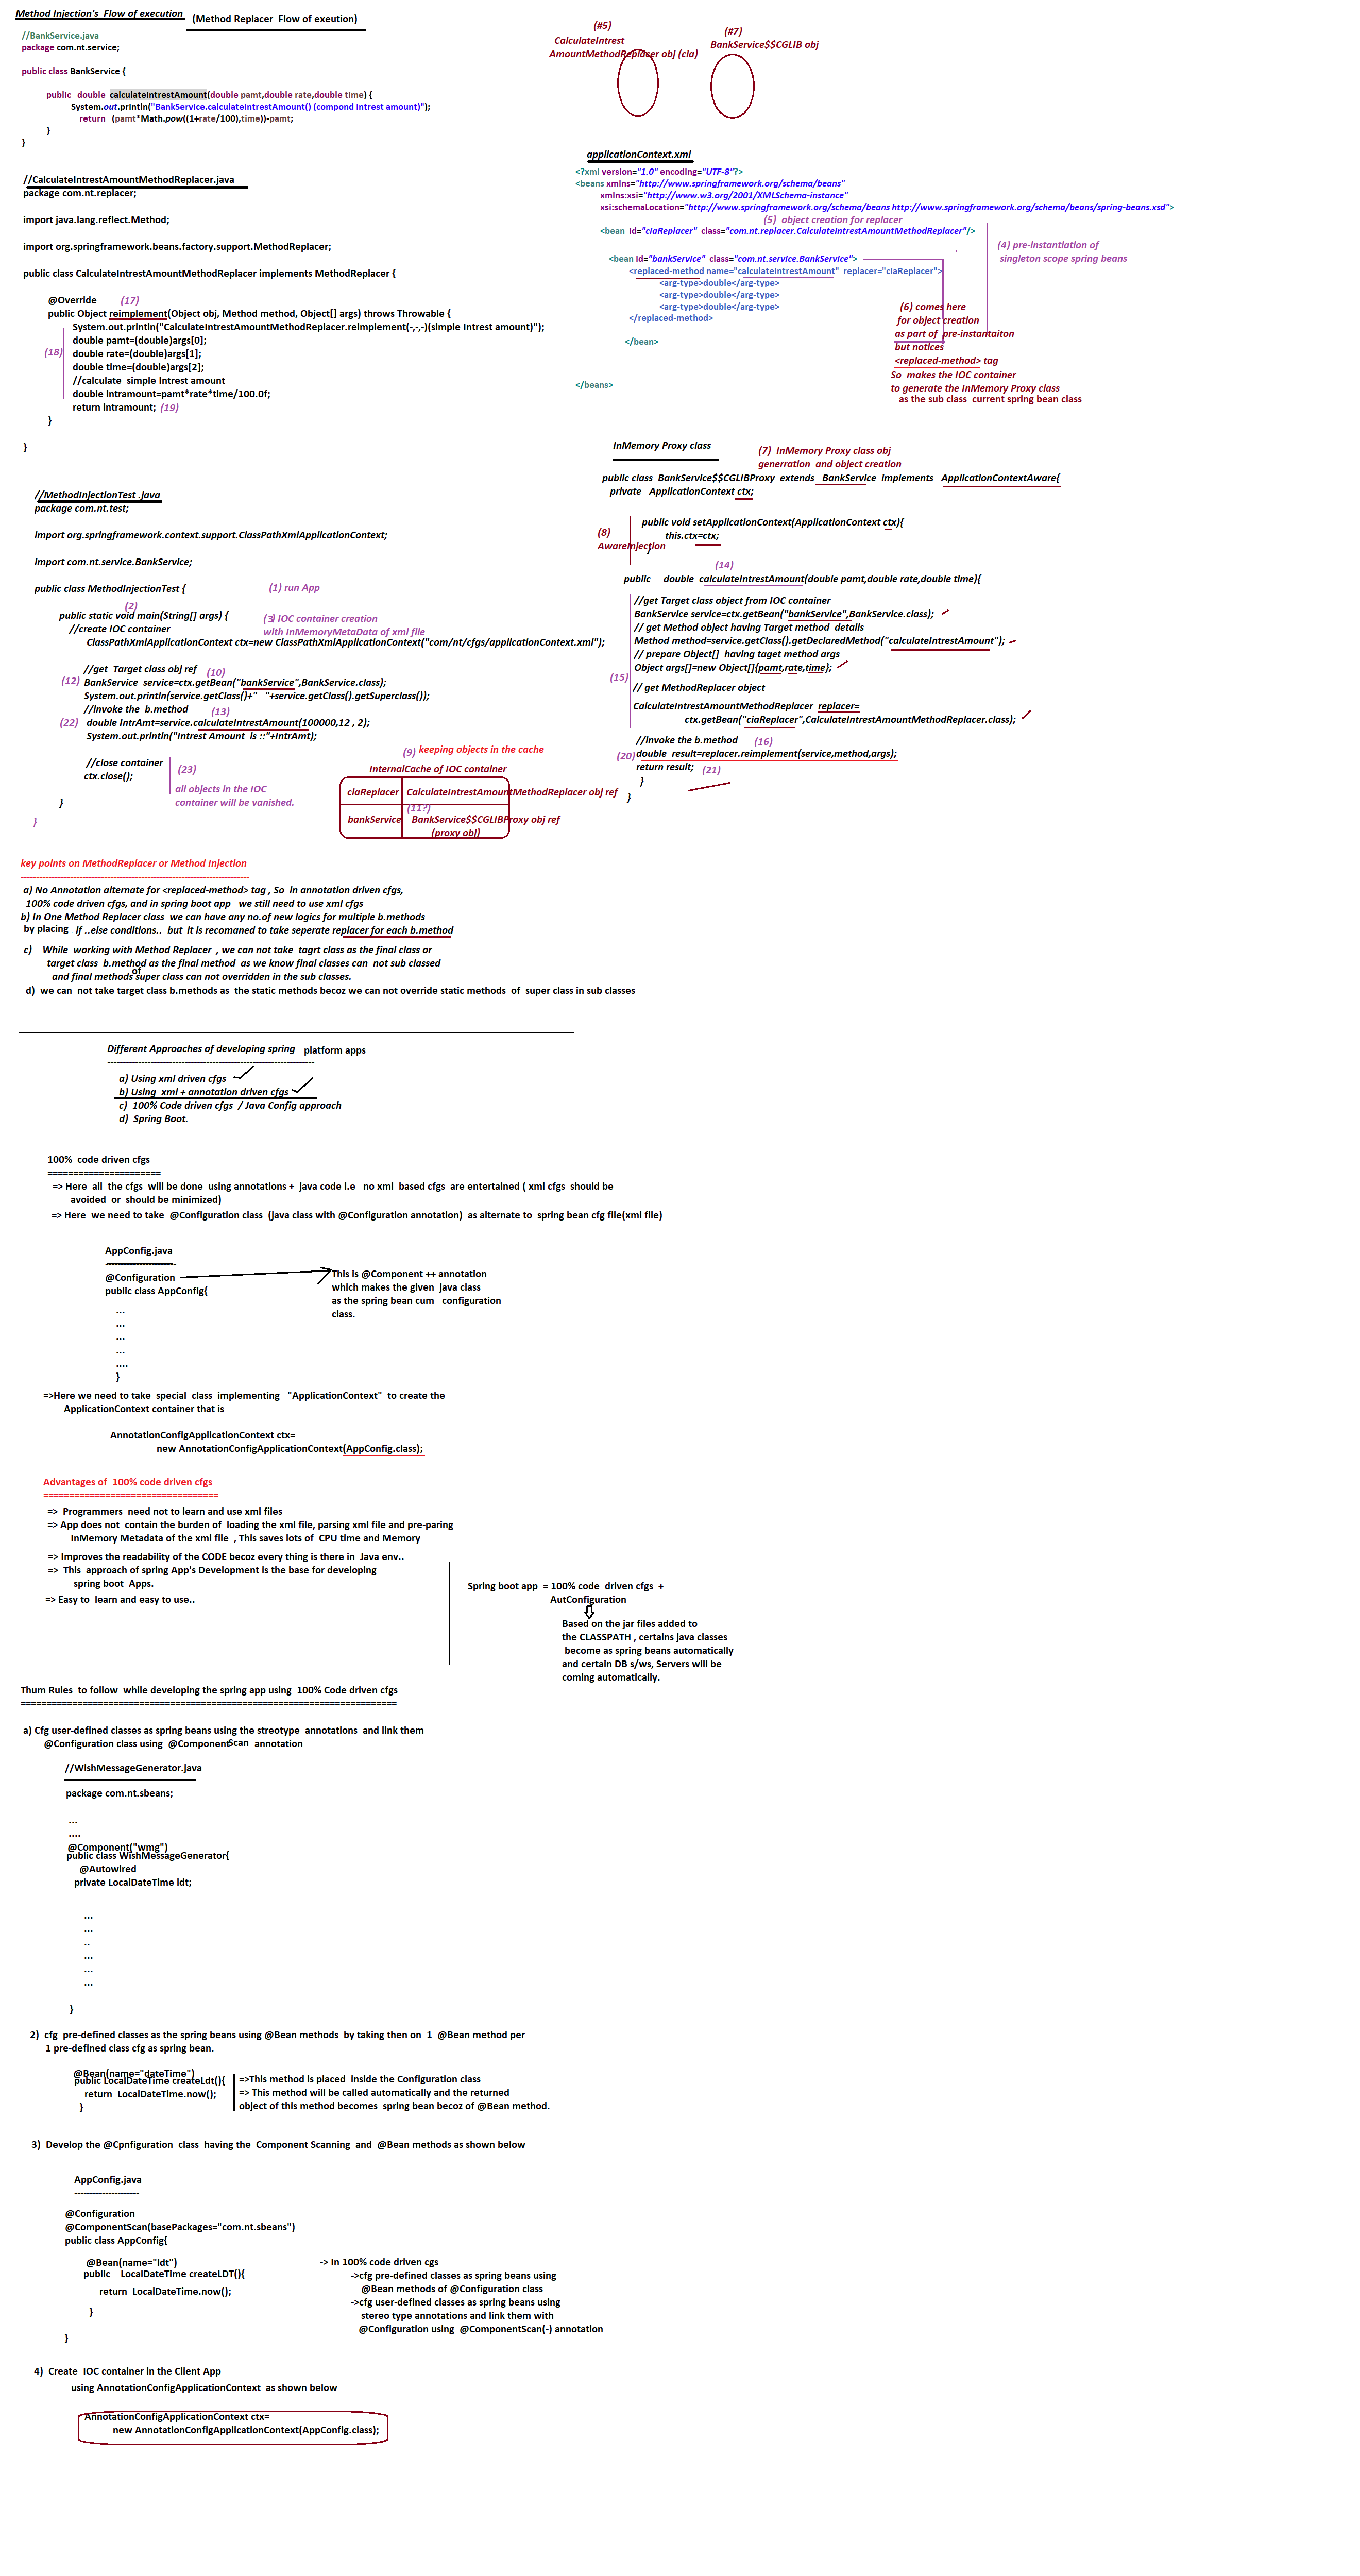 Method Injection's Flow of exeution (Method Replacer Flow of exeution)
//BankService.java
package com.nt.service;
public class BankService {
public double calculateIntrestAmount(double pamt,double rate,double time) {
System.out.println("BankService.calculateIntrestAmount() (compond Intrest amount)");
return (pamt*Math.pow((1+rate/100),time))-pamt;
}
}
//CalculateIntrestAmountMethodReplacer.java
package com.nt.replacer;
import java.lang.reflect.Method;
import org.springframework.beans.factory.support.MethodReplacer;
public class CalculateIntrestAmountMethodReplacer implements MethodReplacer {
@Override (17)
public Object reimplement(Object obj, Method method, Object[] args) throws Throwable {
System.out.println("CalculateIntrestAmountMethodReplacer.reimplement(-,-,-)(simple Intrest amount)");
double pamt=(double)args[0];
(18) double rate=(double)args[1];
double time=(double)args[2];
//calculate simple Intrest amount
double intramount=pamt*rate*time/100.0f;
return intramount; (19)
}
}
//MethodInjectionTest .java
package com.nt.test;
import org.springframework.context.support.ClassPathXmlApplicationContext;
import com.nt.service.BankService;
public class MethodInjectionTest { (1) run App
(2)
public static void main(String[] args) { (3) IOC container creation
//create IOC container with InMemoryMetaData of xml file
ClassPathXmlApplicationContext ctx=new ClassPathXmlApplicationContext("com/nt/cfgs/applicationContext.xml");
//get Target class obj ref (10)
(12) BankService service=ctx.getBean("bankService",BankService.class);
System.out.println(service.getClass()+" "+service.getClass().getSuperclass());
//invoke the b.method (13)
(22) double IntrAmt=service.calculateIntrestAmount(100000,12 , 2);
System.out.println("Intrest Amount is ::"+IntrAmt);
//close container (23)
ctx.close();
all objects in the IOC
container will be vanished.
}
}
(9) keeping objects in the cache
InternalCache of IOC container
ciaReplacer CalculateIntrestAmountMethodReplacer obj ref
(11?)
bankService BankService$$CGLIBProxy obj ref
(proxy obj)
(#5)
CalculateIntrest
AmountMethodReplacer obj (cia)
(#7)
BankService$$CGLIB obj
applicationContext.xml
<?xml version="1.0" encoding="UTF-8"?>
<beans xmlns="http://www.springframework.org/schema/beans"
xmlns:xsi="http://www.w3.org/2001/XMLSchema-instance"
xsi:schemaLocation="http://www.springframework.org/schema/beans http://www.springframework.org/schema/beans/spring-beans.xsd">
(5) object creation for replacer
<bean id="ciaReplacer" class="com.nt.replacer.CalculateIntrestAmountMethodReplacer"/>
(4) pre-instantiation of
singleton scope spring beans
<bean id="bankService" class="com.nt.service.BankService">
<replaced-method name="calculateIntrestAmount" replacer="ciaReplacer">
<arg-type>double</arg-type>
<arg-type>double</arg-type>
<arg-type>double</arg-type>
</replaced-method>
</bean>
</beans>
(6) comes here
for object creation
as part of pre-instantaiton
but notices
<replaced-method> tag
So makes the IOC container
to generate the InMemory Proxy class
as the sub class current spring bean class
InMemory Proxy class
(7) InMemory Proxy class obj
generration and object creation
public class BankService$$CGLIBProxy extends BankService implements ApplicationContextAware{
private ApplicationContext ctx;
public void setApplicationContext(ApplicationContext ctx){
(8) this.ctx=ctx;
AwareInjection }
(14)
public double calculateIntrestAmount(double pamt,double rate,double time){
//get Target class object from IOC container
BankService service=ctx.getBean("bankService",BankService.class);
// get Method object having Target method details
Method method=service.getClass().getDeclaredMethod("calculateIntrestAmount");
// prepare Object[] having taget method args
Object args[]=new Object[]{pamt,rate,time};
(15)
// get MethodReplacer object
CalculateIntrestAmountMethodReplacer replacer=
ctx.getBean("ciaReplacer",CalculateIntrestAmountMethodReplacer.class);
//invoke the b.method (16)
(20) double result=replacer.reimplement(service,method,args);
return result; (21)
}
}
key points on MethodReplacer or Method Injection
--------------------------------------------------------------------------
a) No Annotation alternate for <replaced-method> tag , So in annotation driven cfgs,
100% code driven cfgs, and in spring boot app we still need to use xml cfgs
b) In One Method Replacer class we can have any no.of new logics for multiple b.methods
by placing if ..else conditions.. but it is recomaned to take seperate replacer for each b.method
c) While working with Method Replacer , we can not take tagrt class as the final class or
target class b.method as the final method as we know final classes can not sub classed
and final methods of super class can not overridden in the sub classes.
d) we can not take target class b.methods as the static methods becoz we can not override static methods of super class in sub classes
Different Approaches of developing spring platform apps
-------------------------------------------------------------------
a) Using xml driven cfgs
b) Using xml + annotation driven cfgs
c) 100% Code driven cfgs / Java Config approach
d) Spring Boot.
100% code driven cfgs
======================
=> Here all the cfgs will be done using annotations + java code i.e no xml based cfgs are entertained ( xml cfgs should be
avoided or should be minimized)
=> Here we need to take @Configuration class (java class with @Configuration annotation) as alternate to spring bean cfg file(xml file)
AppConfig.java
-----------------------
@Configuration
public class AppConfig{
...
...
...
...
....
}
This is @Component ++ annotation
which makes the given java class
as the spring bean cum configuration
class.
=>Here we need to take special class implementing "ApplicationContext" to create the
ApplicationContext container that is
AnnotationConfigApplicationContext ctx=
new AnnotationConfigApplicationContext(AppConfig.class);
Advantages of 100% code driven cfgs
==================================
=> Programmers need not to learn and use xml files
=> App does not contain the burden of loading the xml file, parsing xml file and pre-paring
InMemory Metadata of the xml file , This saves lots of CPU time and Memory
=> Improves the readability of the CODE becoz every thing is there in Java env..
=> This approach of spring App's Development is the base for developing
spring boot Apps.
=> Easy to learn and easy to use..
Spring boot app = 100% code driven cfgs +
AutConfiguration
Based on the jar files added to
the CLASSPATH , certains java classes
become as spring beans automatically
and certain DB s/ws, Servers will be
coming automatically.
Thum Rules to follow while developing the spring app using 100% Code driven cfgs
=========================================================================
a) Cfg user-defined classes as spring beans using the streotype annotations and link them
@Configuration class using @ComponentScan annotation
//WishMessageGenerator.java
package com.nt.sbeans;
...
....
@Component("wmg")
public class WishMessageGenerator{
@Autowired
private LocalDateTime ldt;
...
...
..
...
...
...
}
2) cfg pre-defined classes as the spring beans using @Bean methods by taking then on 1 @Bean method per
1 pre-defined class cfg as spring bean.
@Bean(name="dateTime")
public LocalDateTime createLdt(){
return LocalDateTime.now();
}
=>This method is placed inside the Configuration class
=> This method will be called automatically and the returned
object of this method becomes spring bean becoz of @Bean method.
3) Develop the @Cpnfiguration class having the Component Scanning and @Bean methods as shown below
AppConfig.java
---------------------
@Configuration
@ComponentScan(basePackages="com.nt.sbeans")
public class AppConfig{
@Bean(name="ldt")
public LocalDateTime createLDT(){
return LocalDateTime.now();
}
}
-> In 100% code driven cgs
->cfg pre-defined classes as spring beans using
@Bean methods of @Configuration class
->cfg user-defined classes as spring beans using
stereo type annotations and link them with
@Configuration using @ComponentScan(-) annotation
4) Create IOC container in the Client App
using AnnotationConfigApplicationContext as shown below
AnnotationConfigApplicationContext ctx=
new AnnotationConfigApplicationContext(AppConfig.class);